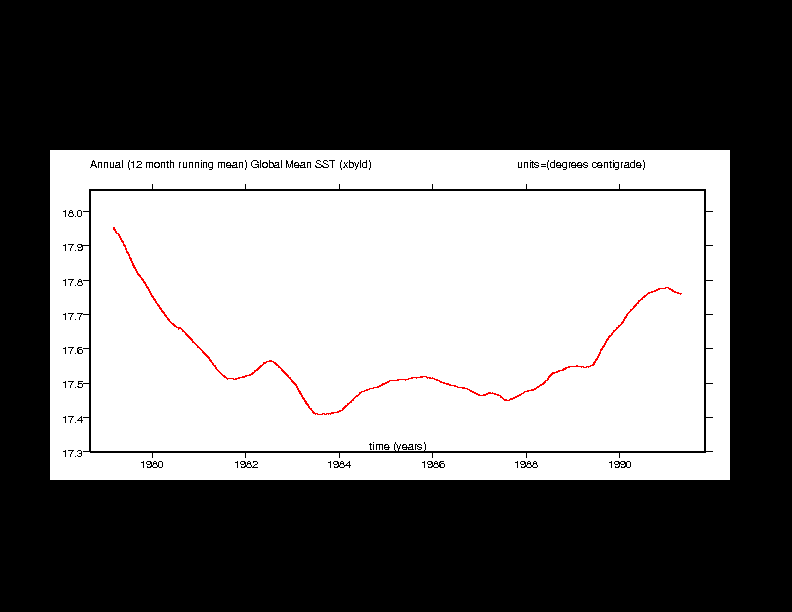 Annual (12 month running mean) Global Mean SST (xbyld) units=(degrees centigrade)
18.0
17.9
17.8
17.7
17.6
17.5
17.4
17.3
time (years)
1980 1982 1984 1986 1988 1990